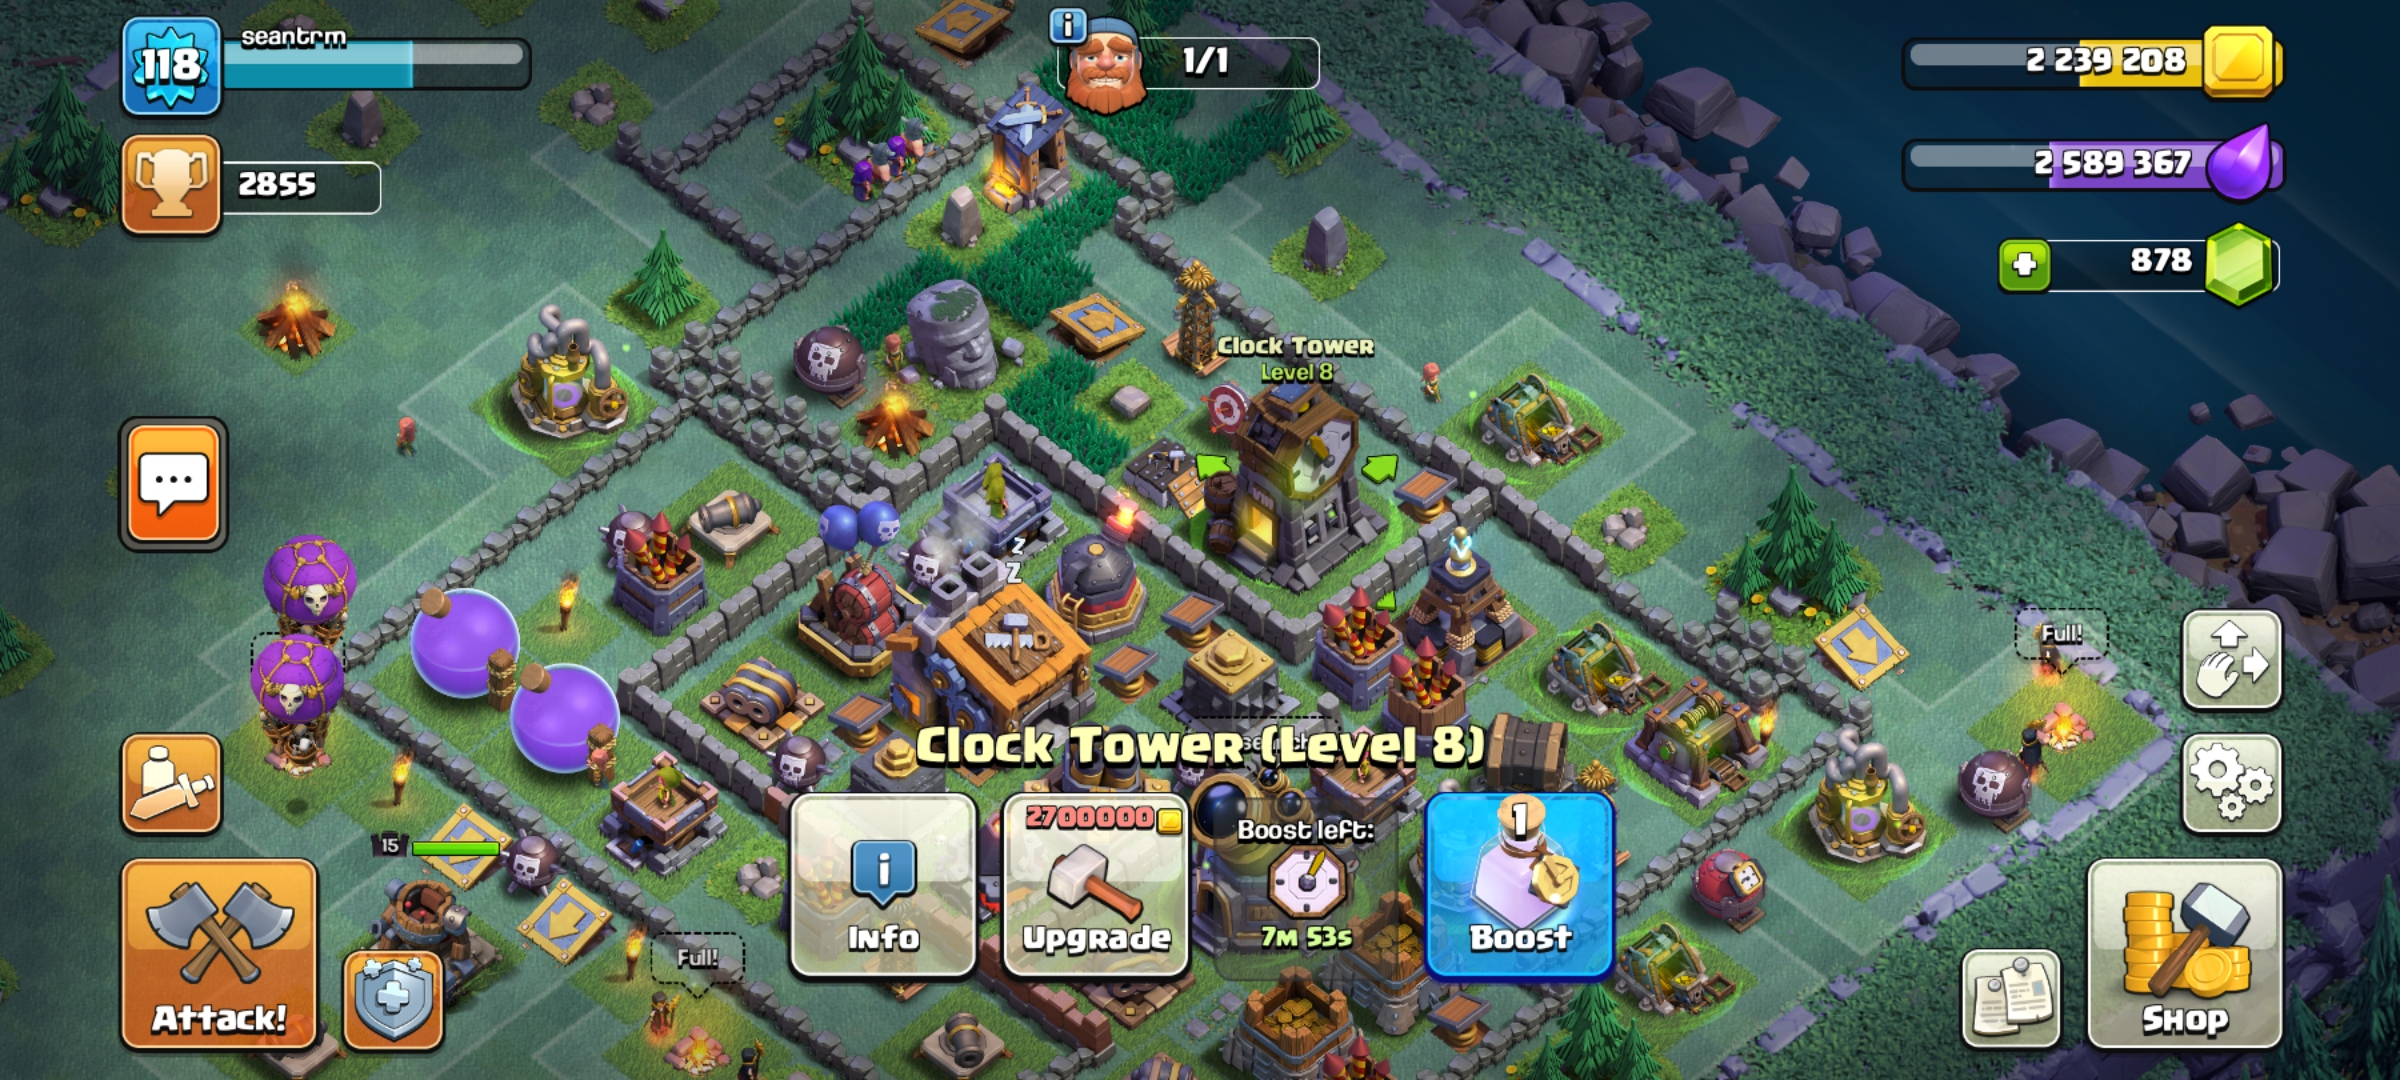 118
seantrm
1/1
2 239 208
2855
2 589 367
878
Clock Tower
Level 8
Z
Z
Full!
Clock Tower (Level 8)
15
Full!
Info
2700000
Upgrade
Boost left:
7M 53s
1
Boost
Attack!
Shop